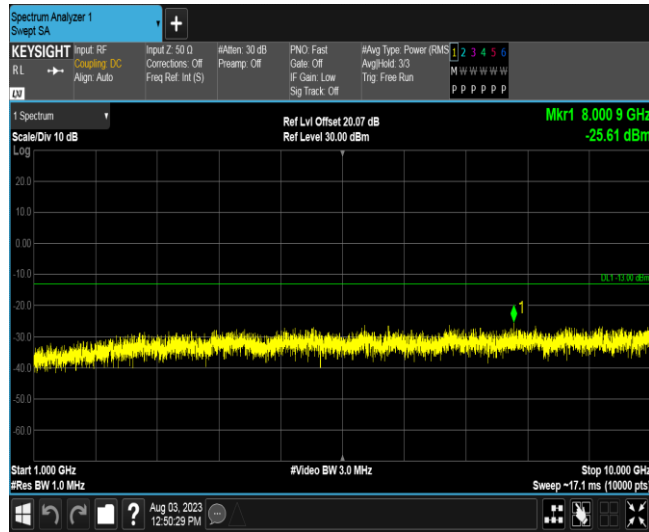 Spectrum Analyzer 1
Swept SA
+
KEYSIGHT
RL
LXI
Input: RF
Coupling: DC
Align: Auto
Input Z: 50 Ω
Corrections: Off
Freq Ref: Int (S)
#Atten: 30 dB
Preamp: Off
PNO: Fast
Gate: Off
IF Gain: Low
Sig Track: Off
#Avg Type: Power (RMS
Avg|Hold: 3/3
Trig: Free Run
1 2 3 4 5 6
M W W W W W
P P P P P P
1 Spectrum
Scale/Div 10 dB
Ref Lvl Offset 20.07 dB
Ref Level 30.00 dBm
Mkr1 8.000 9 GHz
-25.61 dBm
Log
20.0
10.0
0.00
-10.0
DL1 -13.00 dBm
-20.0
1
-30.0
-40.0
-50.0
-60.0
Start 1.000 GHz
#Res BW 1.0 MHz
#Video BW 3.0 MHz
Stop 10.000 GHz
Sweep ~17.1 ms (10000 pts)
?
Aug 03, 2023
12:50:29 PM